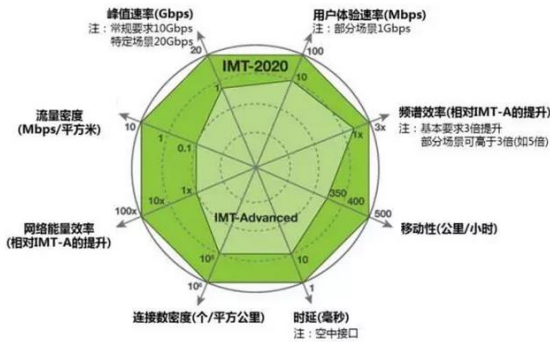 峰值速率(Gbps)
注：常规要求10Gbps
特定场景20Gbps
用户体验速率(Mbps)
注：部分场景1Gbps
20
100
IMT-2020
1
10
流量密度
(Mbps/平方米)
10
1
0.1
频谱效率(相对IMT-A的提升)
注：基本要求3倍提升
部分场景可高于3倍(如5倍)
1x
3x
网络能量效率
(相对IMT-A的提升)
100x
10x
1x
IMT-Advanced
350
400
500
移动性(公里/小时)
10⁵
10⁶
连接数密度(个/平方公里)
10
1
时延(毫秒)
注：空中接口